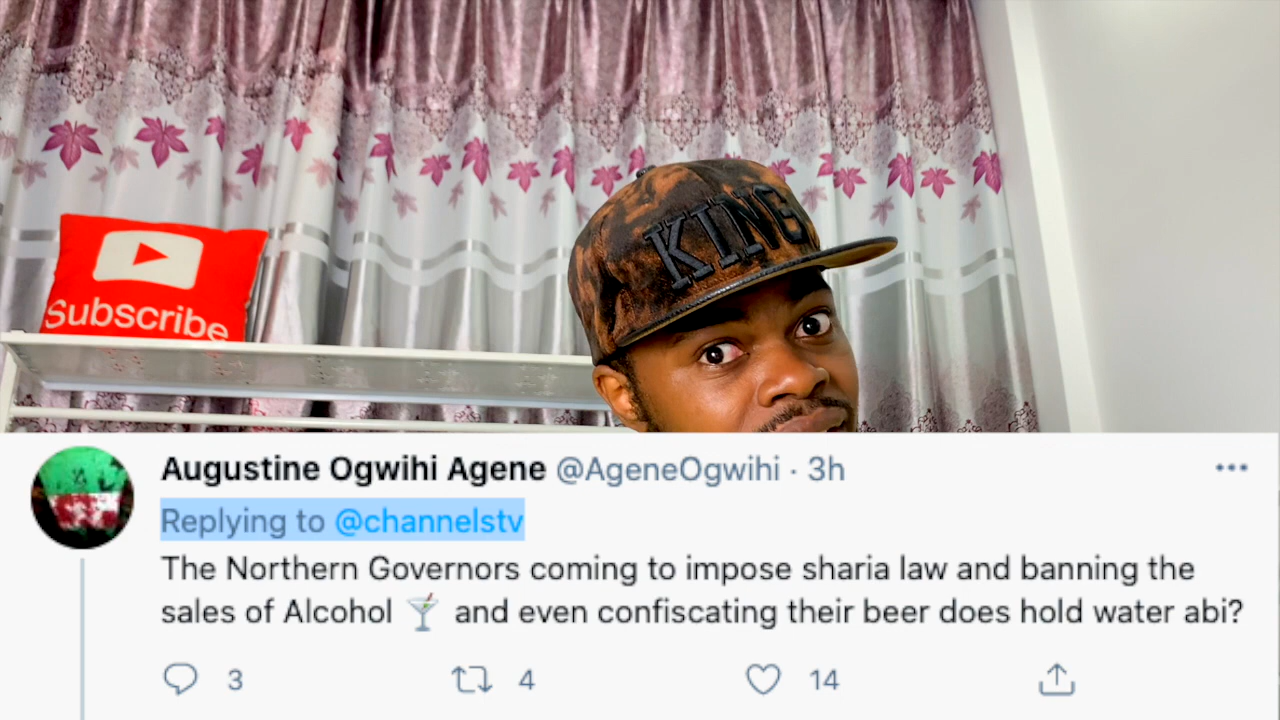 KING
Subscribe
Augustine Ogwihi Agene @AgeneOgwihi · 3h
Replying to @channelstv
The Northern Governors coming to impose sharia law and banning the
sales of Alcohol 🍸 and even confiscating their beer does hold water abi?
3 4 14